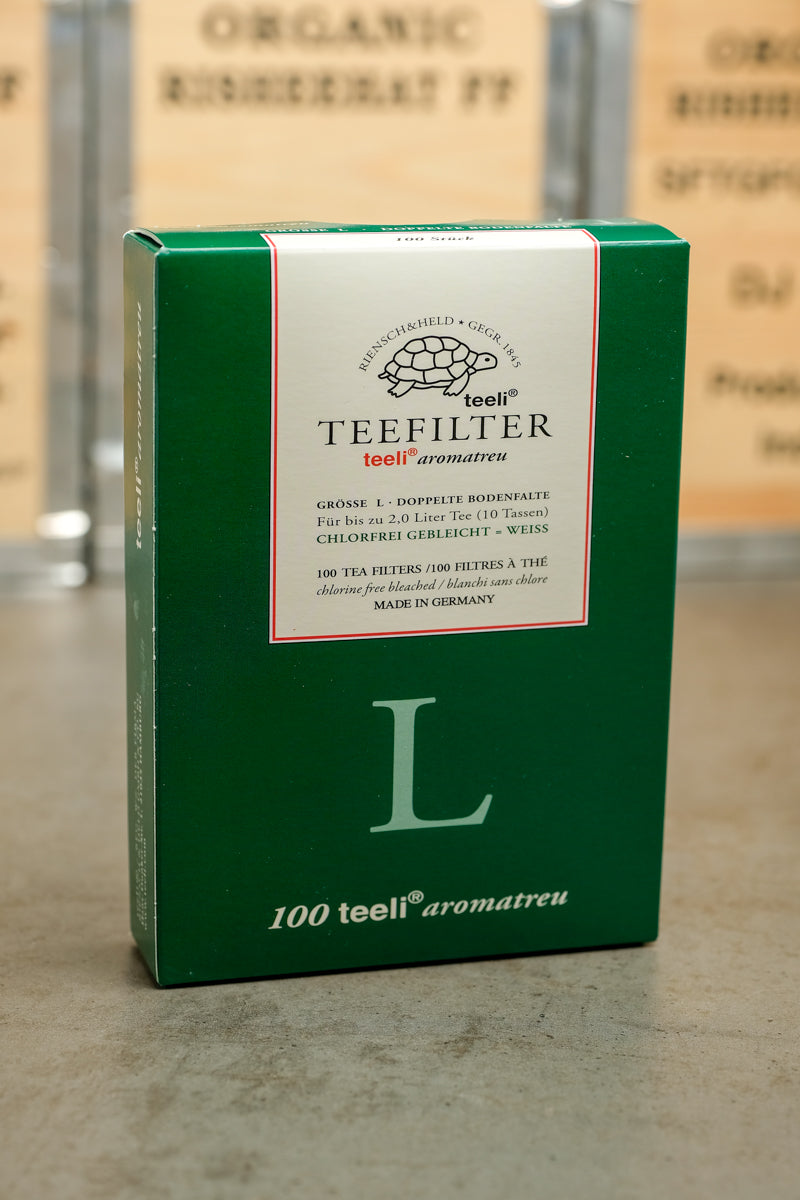 ORGANIC
RISHEEHAT FF
GRÖSSE L · DOPPELTE BODENFALTE
100 Stück
RIENSCH&HELD ★ GEGR. 1845
teeli®
TEEFILTER
teeli® aromatreu
GRÖSSE L · DOPPELTE BODENFALTE
Für bis zu 2,0 Liter Tee (10 Tassen)
CHLORFREI GEBLEICHT = WEISS
100 TEA FILTERS /100 FILTRES À THÉ
chlorine free bleached / blanchi sans chlore
MADE IN GERMANY
L
100 teeli® aromatreu
teeli® aromatreu